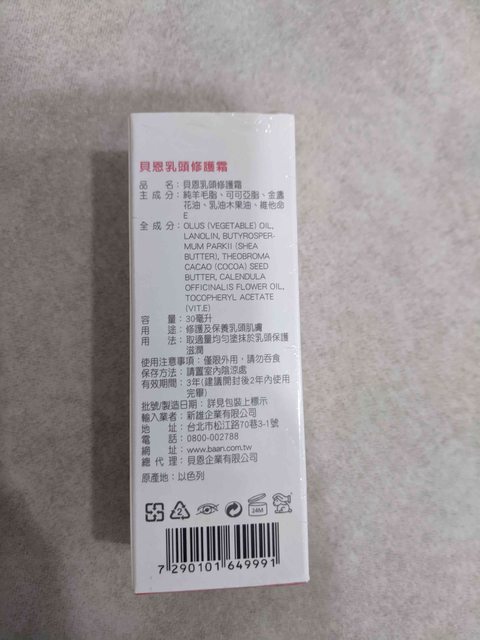 貝恩乳頭修護霜
品 名：貝恩乳頭修護霜
主 成 分：純羊毛脂、可可亞脂、金盞
花油、乳油木果油、維他命
E
全 成 分：OLUS (VEGETABLE) OIL,
LANOLIN, BUTYROSPER-
MUM PARKII (SHEA
BUTTER), THEOBROMA
CACAO (COCOA) SEED
BUTTER, CALENDULA
OFFICINALIS FLOWER OIL,
TOCOPHERYL ACETATE
(VIT.E)
容 量：30毫升
用 途：修護及保養乳頭肌膚
用 法：取適量均勻塗抹於乳頭保護
滋潤
使用注意事項：僅限外用，請勿吞食
保存方法：請置室內陰涼處
有效期間：3年(建議開封後2年內使用
完畢)
批號/製造日期：詳見包裝上標示
輸入業者：新雄企業有限公司
地 址：台北市松江路70巷3-1號
電 話：0800-002788
網 址：www.baan.com.tw
總 代 理：貝恩企業有限公司
原產地：以色列
2
24M
7 290101 649991